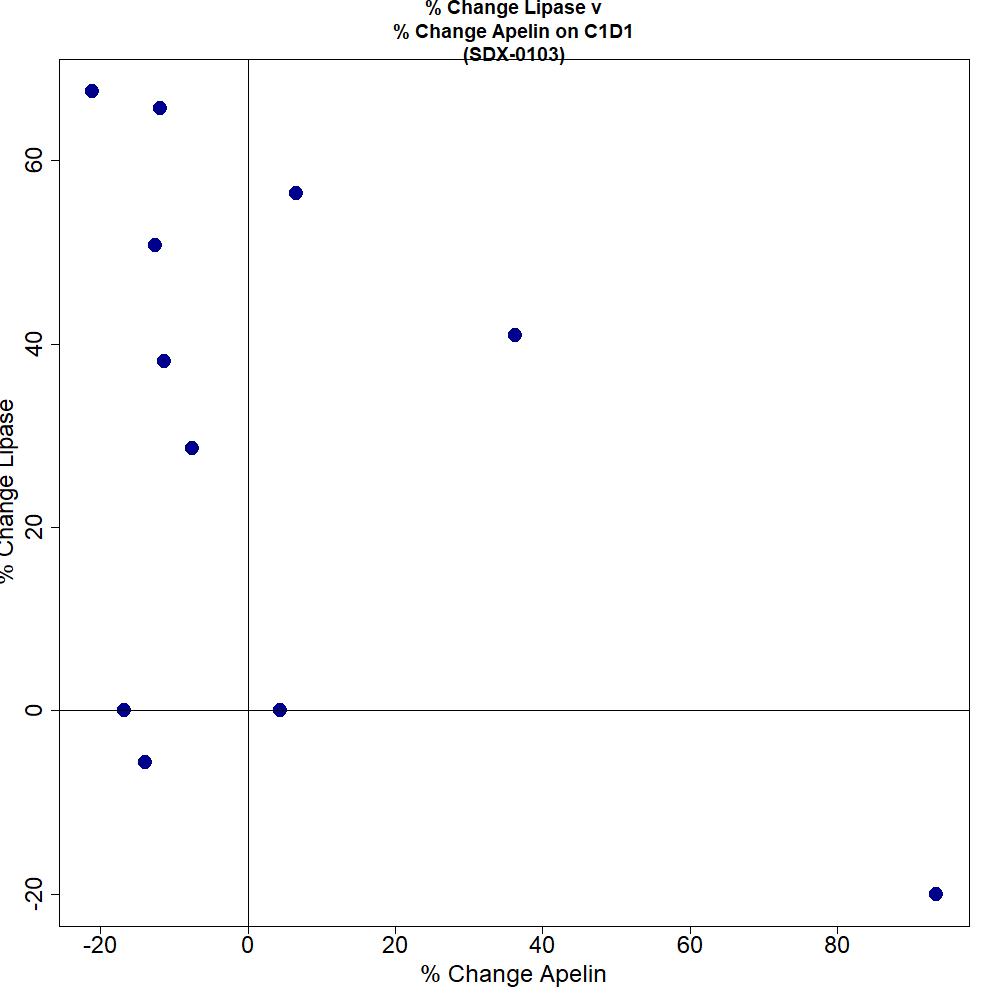 % Change Lipase v
% Change Apelin on C1D1
(SDX-0103)
60
40
20
0
-20
% Change Lipase
-20 0 20 40 60 80
% Change Apelin